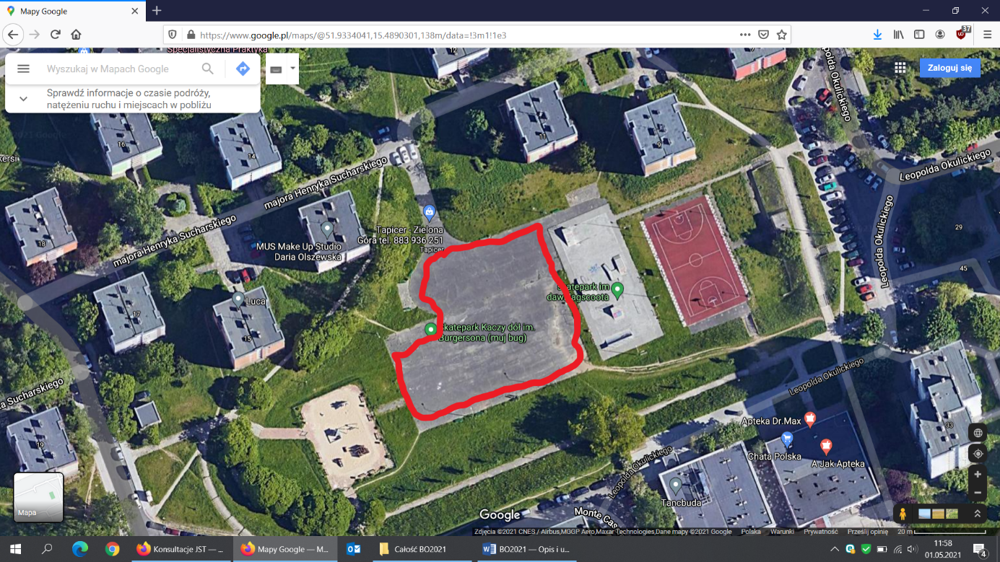 Mapy Google
https://www.google.pl/maps/@51.9334041,15.4890301,138m/data=!3m1!1e3
37
Specjalistyczna Praktyka
Wyszukaj w Mapach Google
Zaloguj się
Sprawdź informacje o czasie podróży,
natężeniu ruchu i miejscach w pobliżu
12
7
Leopolda Okulickiego
16
14
11
9
majora Henryka Sucharskiego
Leopolda Okulickiego
Leopolda Okulickiego
majora Henryka Sucharskiego
Tapicer - Zielona
Góra tel. 883 936 251
Tapicer
MUS Make Up Studio
Daria Olszewska
18
29
45
Luca
17
15
Skatepark Kaczy dół im.
Burgersona (muj bug)
Leopolda Okulickiego
Sucharskiego
19
33
Apteka Dr.Max
Chata Polska
A Jak Apteka
Leopolda Okulickiego
Tancbuda
Monte Cas
Mapa
Google
Zdjęcia ©2021 CNES / Airbus,MGGP Aero,Maxar Technologies,Dane mapy ©2021 Google
Polska
Warunki
Prywatność
Prześlij opinię
20 m
Konsultacje JST — ...
Mapy Google — M...
Całość BO2021
BO2021 — Opis i u...
11:58
01.05.2021
4